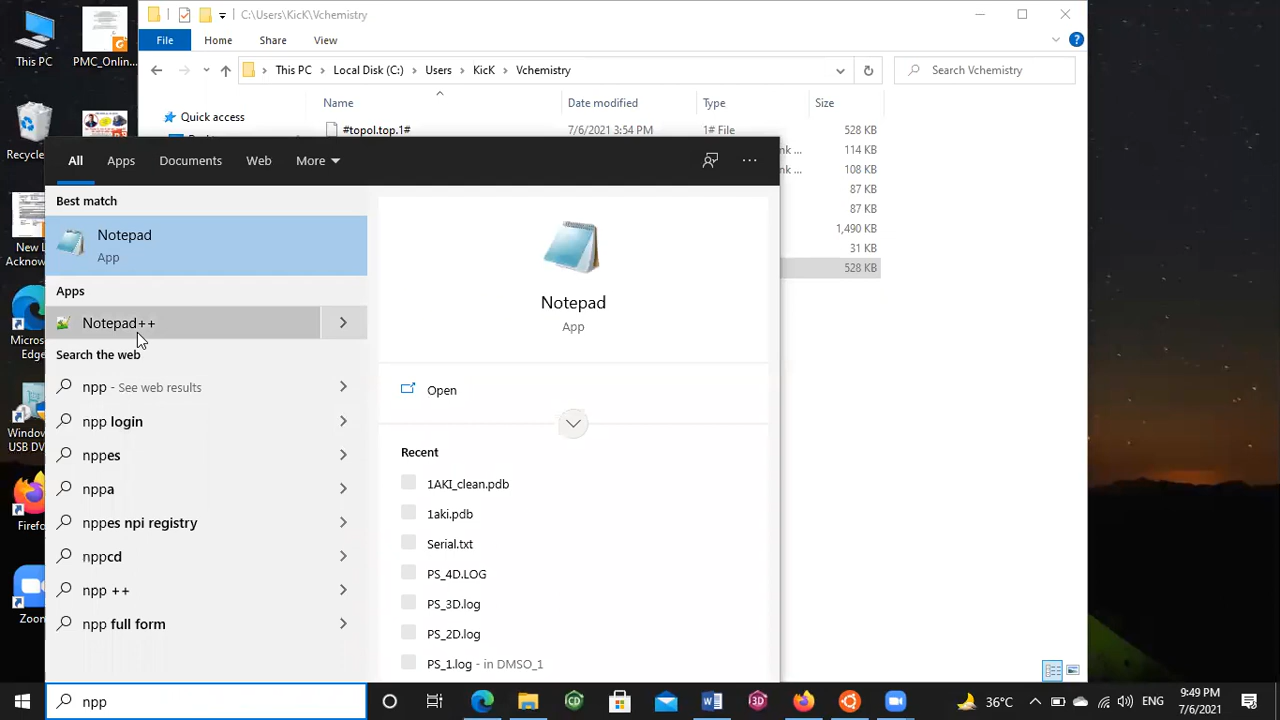 C:\Users\KicK\Vchemistry
This PC
PMC_Onlin...
File Home Share View
This PC > Local Disk (C:) > Users > KicK > Vchemistry
Search Vchemistry
Name Date modified Type Size
Quick access
#topol.top.1# 7/6/2021 3:54 PM 1# File 528 KB
nk ... 114 KB
nk ... 108 KB
87 KB
87 KB
1,490 KB
31 KB
528 KB
Recycle
New L
Acknow
Micros
Edge
Window
USB DV
Firefo
Zoo
All Apps Documents Web More
Best match
Notepad
App
Apps
Notepad++
Search the web
npp - See web results
npp login
nppes
nppa
nppes npi registry
nppcd
npp ++
npp full form
Notepad
App
Open
Recent
1AKI_clean.pdb
1aki.pdb
Serial.txt
PS_4D.LOG
PS_3D.log
PS_2D.log
PS_1.log - in DMSO_1
npp
36°C
ENG
9:49 PM
7/6/2021